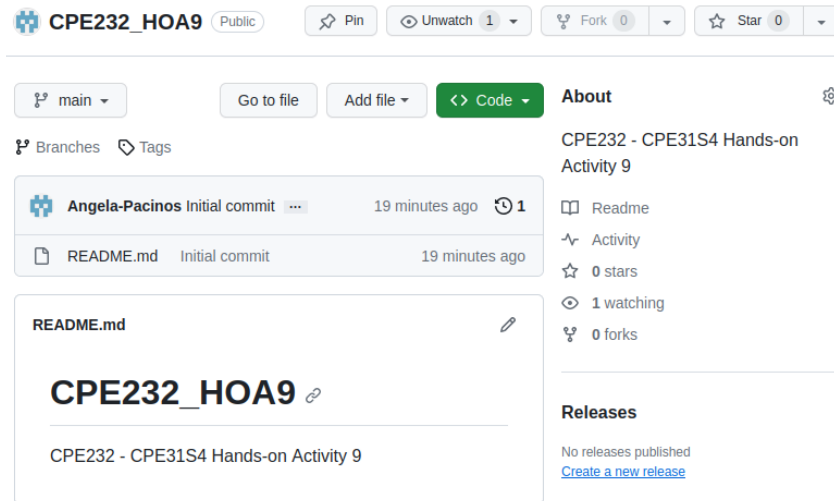 CPE232_HOA9 Public Pin Unwatch 1 Fork 0 Star 0
main Go to file Add file Code
Branches Tags
Angela-Pacinos Initial commit ... 19 minutes ago 1
README.md Initial commit 19 minutes ago
README.md
CPE232_HOA9
CPE232 - CPE31S4 Hands-on Activity 9
About
CPE232 - CPE31S4 Hands-on
Activity 9
Readme
Activity
0 stars
1 watching
0 forks
Releases
No releases published
Create a new release